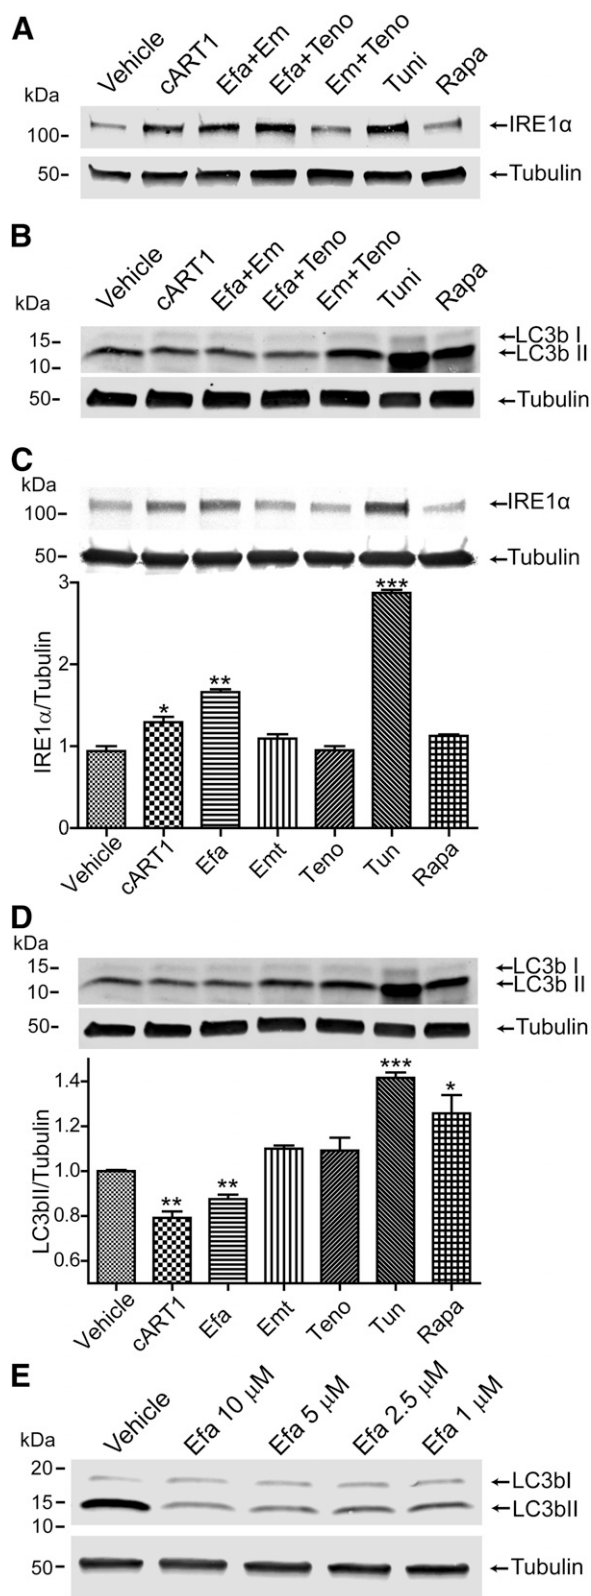 A
Vehicle cART1 Efa+Em Efa+Teno Em+Teno Tuni Rapa
kDa
100- ←IRE1α
50- ←Tubulin
B
Vehicle cART1 Efa+Em Efa+Teno Em+Teno Tuni Rapa
kDa
15- ←LC3b I
10- ←LC3b II
50- ←Tubulin
C
kDa
100- ←IRE1α
50- ←Tubulin
3
2
1
0
IRE1α/Tubulin
* ** ***
Vehicle cART1 Efa Emt Teno Tun Rapa
D
kDa
15- ←LC3b I
10- ←LC3b II
50- ←Tubulin
1.4
1.2
1.0
0.8
0.6
LC3bII/Tubulin
** ** *** *
Vehicle cART1 Efa Emt Teno Tun Rapa
E
Vehicle Efa 10 μM Efa 5 μM Efa 2.5 μM Efa 1 μM
kDa
20- ←LC3bI
15- ←LC3bII
10-
50- ←Tubulin